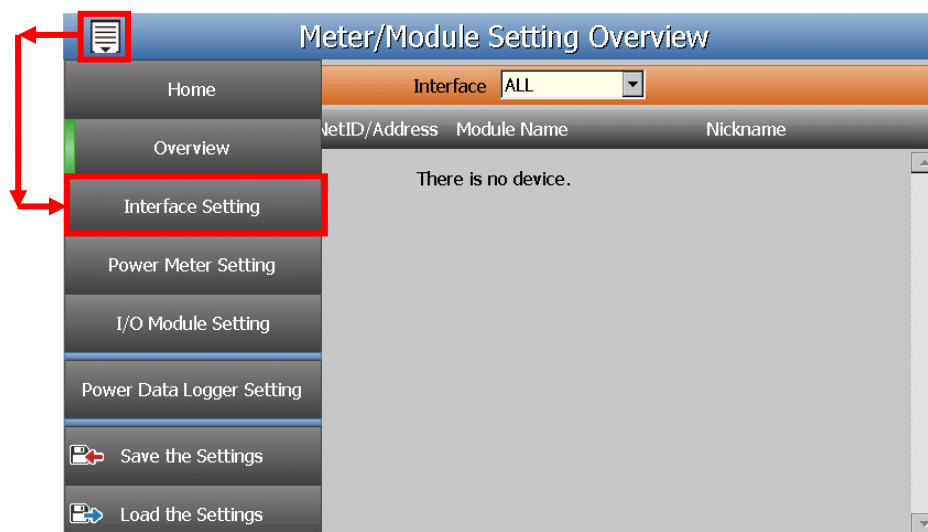 Meter/Module Setting Overview
Home
Interface ALL
NetID/Address Module Name Nickname
Overview
There is no device.
Interface Setting
Power Meter Setting
I/O Module Setting
Power Data Logger Setting
Save the Settings
Load the Settings